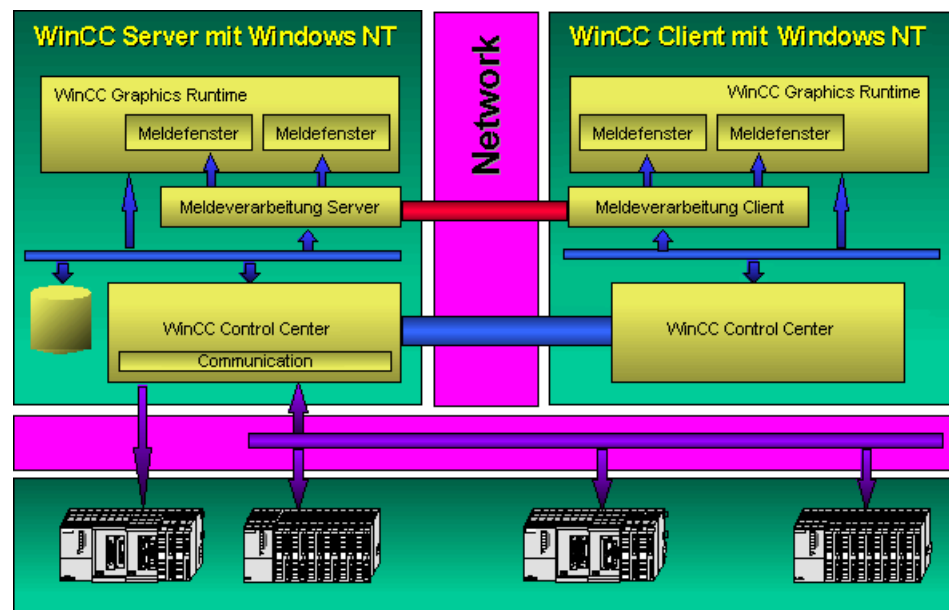 WinCC Server mit Windows NT
WinCC Graphics Runtime
Meldefenster
Meldefenster
Meldeverarbeitung Server
WinCC Control Center
Communication
Network
WinCC Client mit Windows NT
WinCC Graphics Runtime
Meldefenster
Meldefenster
Meldeverarbeitung Client
WinCC Control Center